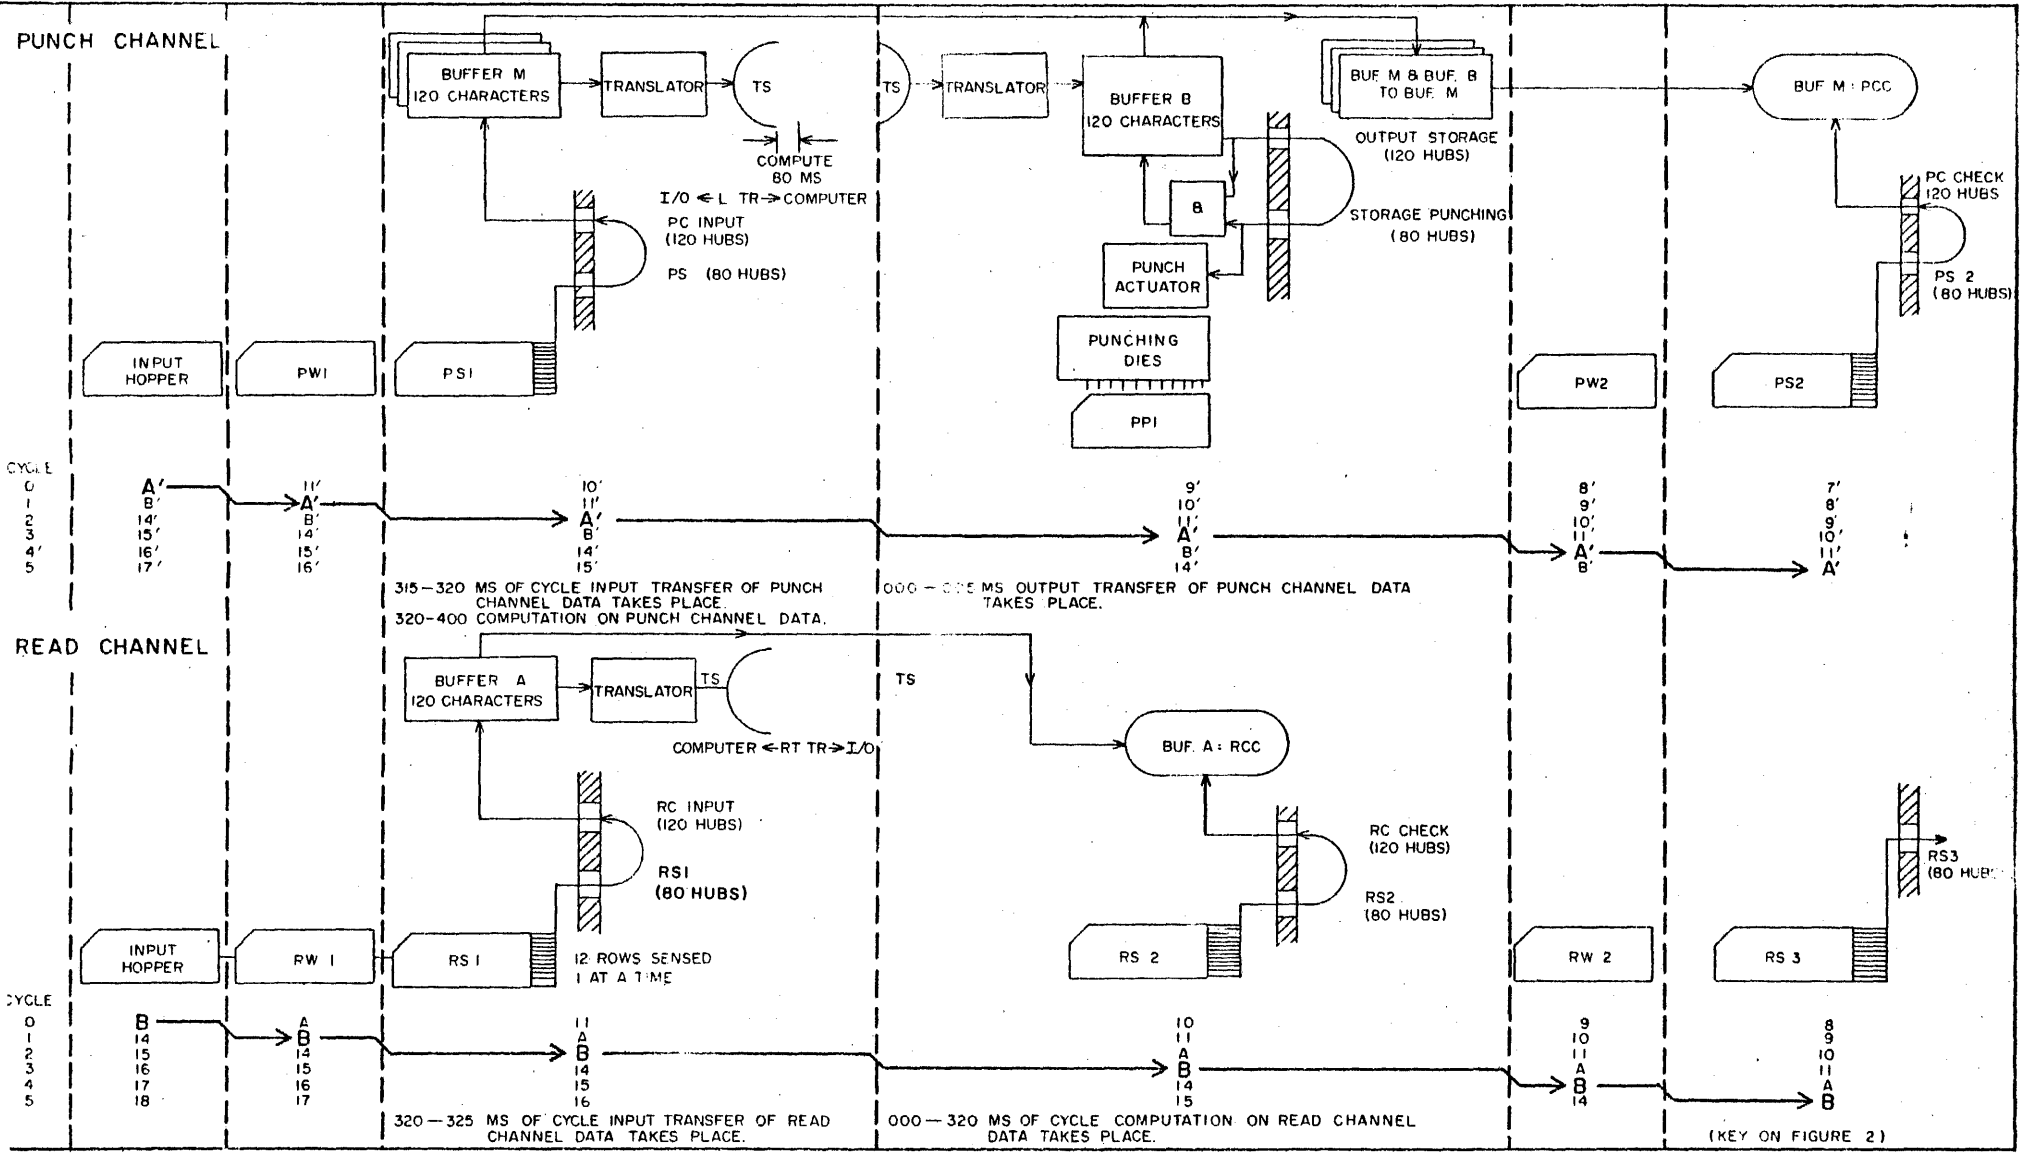 PUNCH CHANNEL
BUFFER M
120 CHARACTERS
TRANSLATOR
TS
COMPUTE
80 MS
I/O ← L TR → COMPUTER
PC INPUT
(120 HUBS)
PS (80 HUBS)
TS
TRANSLATOR
BUFFER B
120 CHARACTERS
BUF. M & BUF. B
TO BUF. M
OUTPUT STORAGE
(120 HUBS)
&
STORAGE PUNCHING
(80 HUBS)
PUNCH
ACTUATOR
PUNCHING
DIES
PP1
BUF. M : PCC
PC CHECK
120 HUBS
PS 2
(80 HUBS)
INPUT
HOPPER
PW1
PS1
PW2
PS2
CYCLE
0 A' 11' 10' 9' 8' 7'
1 B' A' 11' 10' 9' 8'
2 14' B' A' 11' 10' 9'
3 15' 14' B' A' 11 10'
4' 16' 15' 14' B' A' 11'
5 17' 16' 15' 14' B' A'
315–320 MS OF CYCLE INPUT TRANSFER OF PUNCH
CHANNEL DATA TAKES PLACE.
320-400 COMPUTATION ON PUNCH CHANNEL DATA.
000 – MS OUTPUT TRANSFER OF PUNCH CHANNEL DATA
TAKES PLACE.
READ CHANNEL
BUFFER A
120 CHARACTERS
TRANSLATOR
TS
TS
COMPUTER ← RT TR → I/O
BUF. A : RCC
RC INPUT
(120 HUBS)
RS1
(80 HUBS)
RC CHECK
(120 HUBS)
RS2
(80 HUBS)
RS3
(80 HUBS
INPUT
HOPPER
RW 1
RS 1
12 ROWS SENSED
1 AT A TIME
RS 2
RW 2
RS 3
CYCLE
0 B A 11 10 9 8
1 14 B A 11 10 9
2 15 14 B A 11 10
3 16 15 14 B A 11
4 17 16 15 14 B A
5 18 17 16 15 14 B
320–325 MS OF CYCLE INPUT TRANSFER OF READ
CHANNEL DATA TAKES PLACE.
000–320 MS OF CYCLE COMPUTATION ON READ CHANNEL
DATA TAKES PLACE.
(KEY ON FIGURE 2)